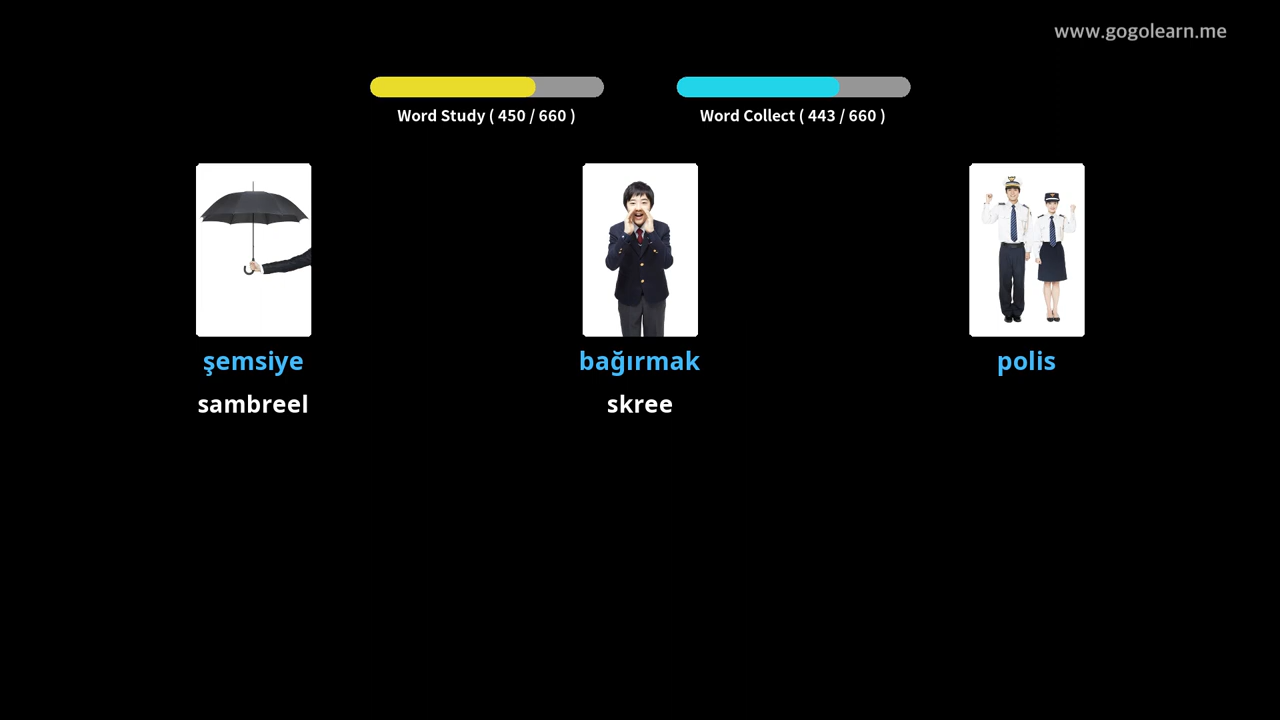 www.gogolearn.me
Word Study ( 450 / 660 )
Word Collect ( 443 / 660 )
şemsiye
bağırmak
polis
sambreel
skree